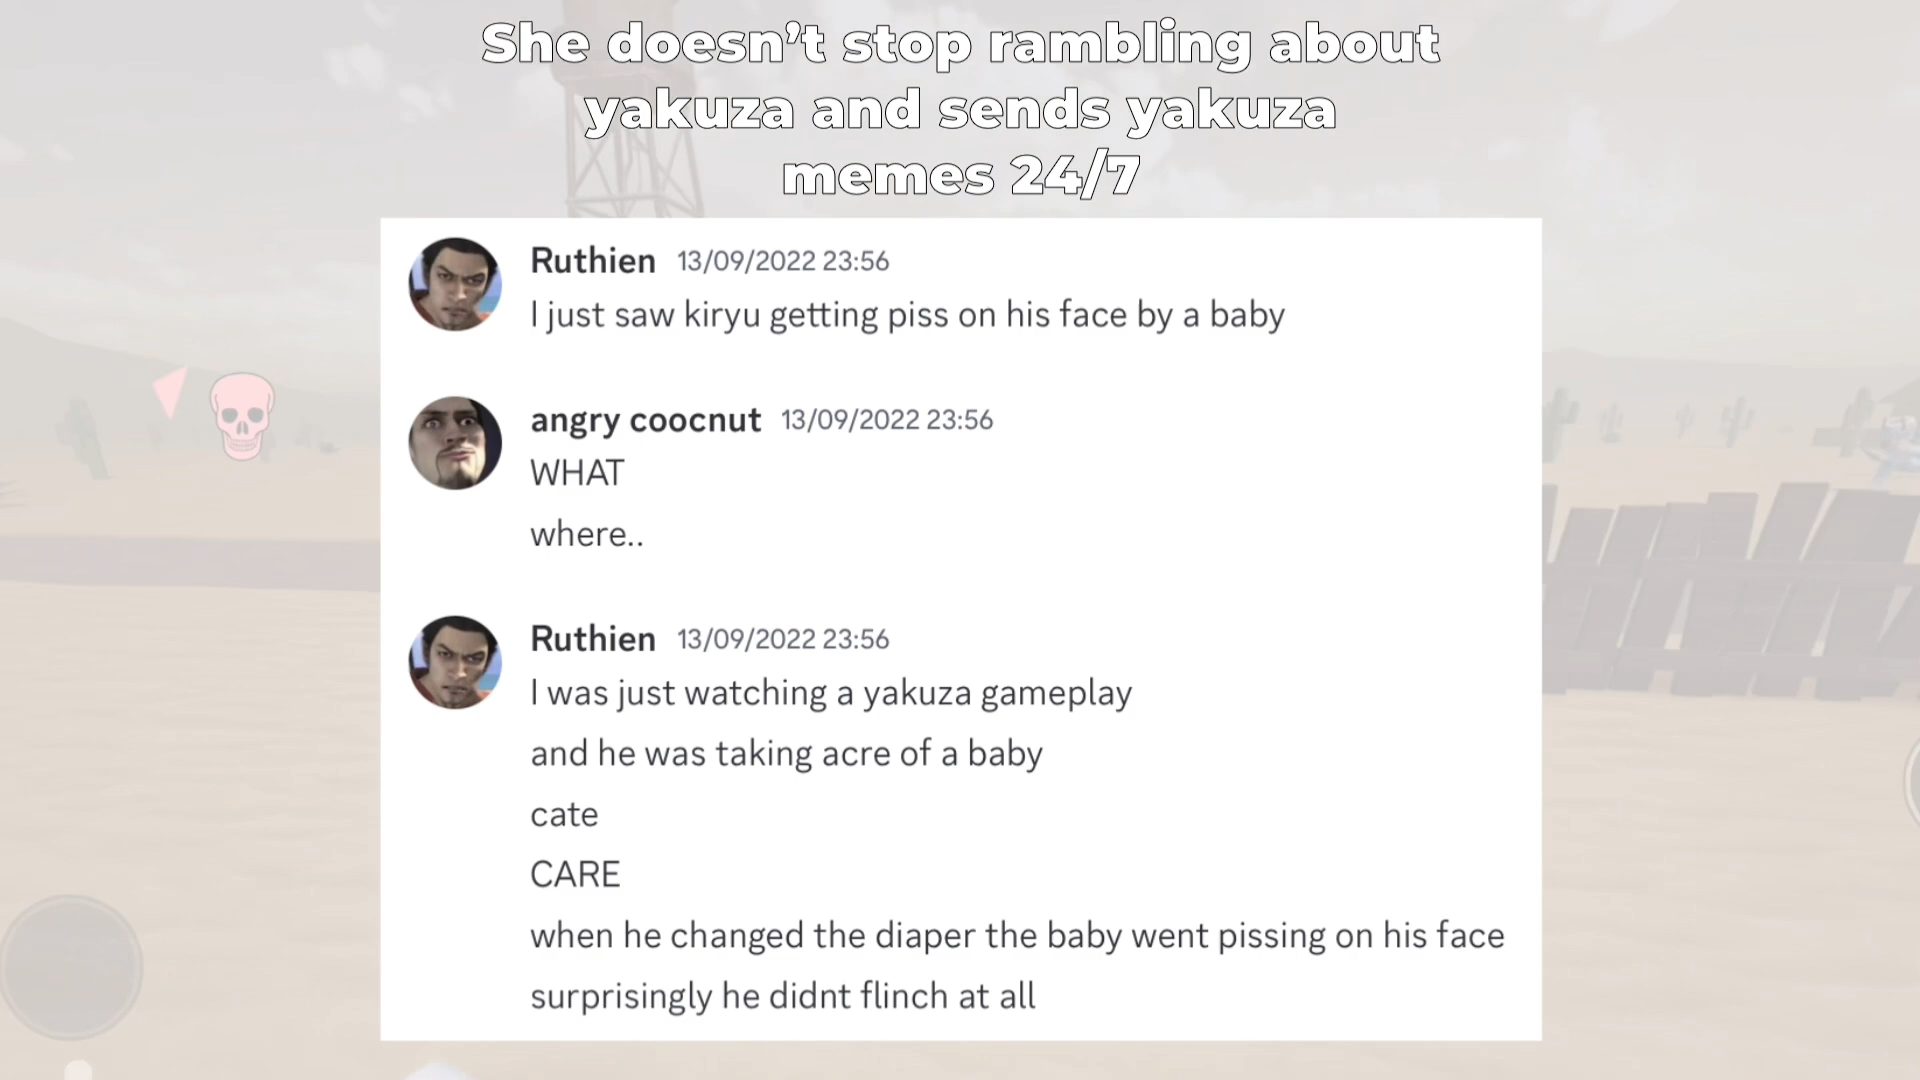 She doesn’t stop rambling about
yakuza and sends yakuza
memes 24/7
Ruthien 13/09/2022 23:56
I just saw kiryu getting piss on his face by a baby
angry coocnut 13/09/2022 23:56
WHAT
where..
Ruthien 13/09/2022 23:56
I was just watching a yakuza gameplay
and he was taking acre of a baby
cate
CARE
when he changed the diaper the baby went pissing on his face
surprisingly he didnt flinch at all